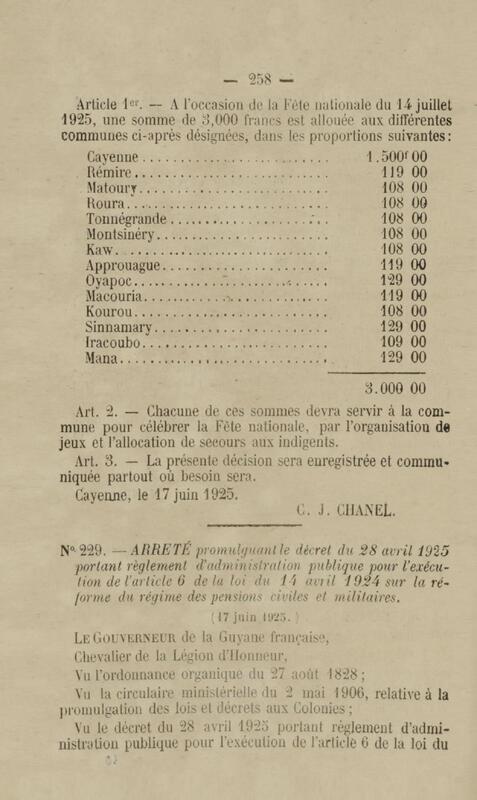 — 258 —
Article 1er. — A l'occasion de la Fête nationale du 14 juillet
1925, une somme de 3,000 francs est allouée aux différentes
communes ci-après désignées, dans les proportions suivantes :
Cayenne........................ 1.500f 00
Rémire........................ 119 00
Matoury........................ 108 00
Roura........................ 108 00
Tonnégrande........................ 108 00
Montsinéry........................ 108 00
Kaw........................ 108 00
Approuague........................ 119 00
Oyapoc........................ 129 00
Macouria........................ 119 00
Kourou........................ 108 00
Sinnamary........................ 129 00
Iracoubo........................ 109 00
Mana........................ 129 00
3.000 00
Art. 2. — Chacune de ces sommes devra servir à la com-
mune pour célébrer la Fête nationale, par l'organisation de
jeux et l'allocation de secours aux indigents.
Art. 3. — La présente décision sera enregistrée et commu-
niquée partout où besoin sera.
Cayenne, le 17 juin 1925.
C. J. CHANEL.
No 229. — ARRETÉ promulguant le décret du 28 avril 1925
portant règlement d'administration publique pour l'exécu-
tion de l'article 6 de la loi du 14 avril 1924 sur la ré-
forme du régime des pensions civiles et militaires.
(17 juin 1925.)
LE GOUVERNEUR de la Guyane française,
Chevalier de la Légion d'Honneur,
Vu l'ordonnance organique du 27 août 1828 ;
Vu la circulaire ministérielle du 2 mai 1906, relative à la
promulgation des lois et décrets aux Colonies ;
Vu le décret du 28 avril 1925 portant règlement d'admi-
nistration publique pour l'exécution de l'article 6 de la loi du